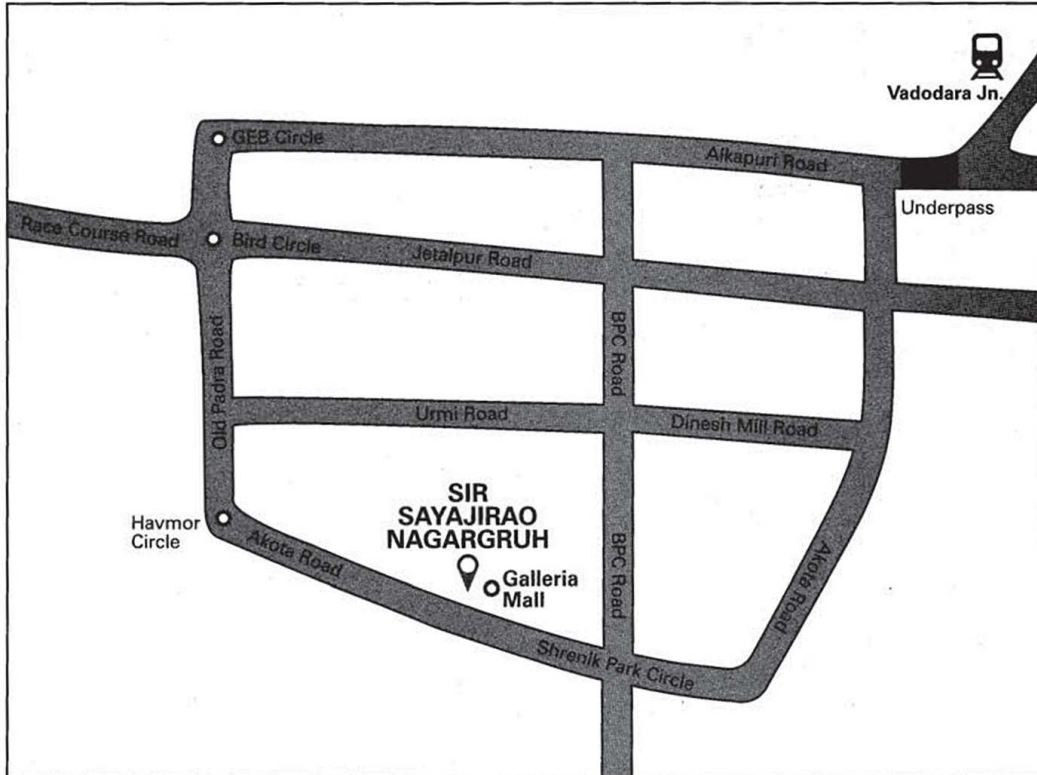 Vadodara Jn.
GEB Circle
Alkapuri Road
Underpass
Race Course Road
Bird Circle
Jetalpur Road
BPC Road
Old Padra Road
Urmi Road
Dinesh Mill Road
SIR
SAYAJIRAO
NAGARGRUH
Havmor
Circle
Akota Road
Galleria
Mall
BPC Road
Akota Road
Shrenik Park Circle